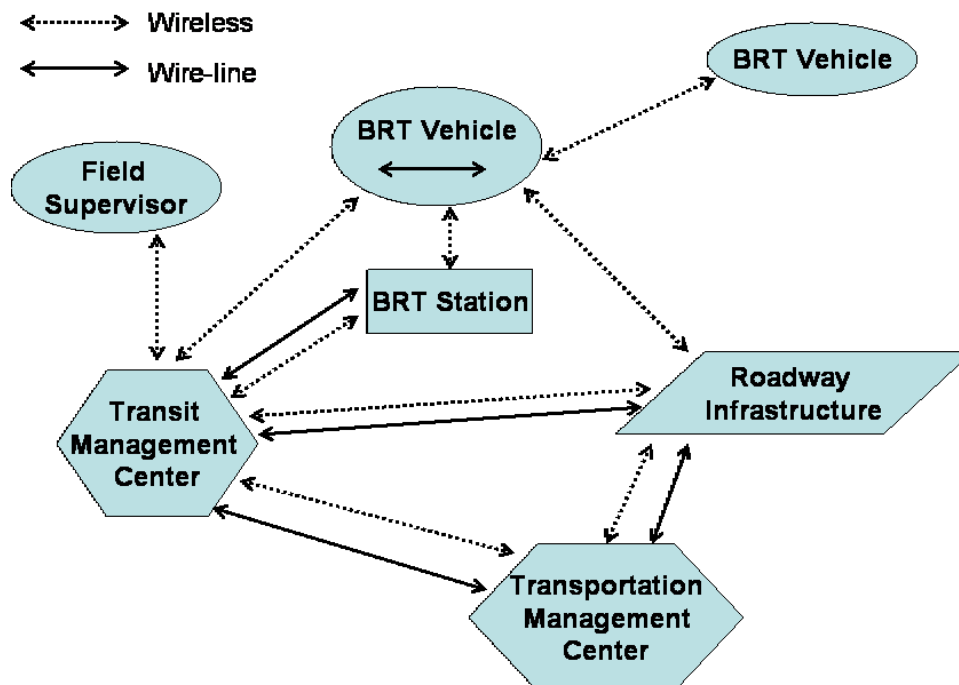 Wireless
Wire-line
BRT Vehicle
BRT Vehicle
Field
Supervisor
BRT Station
Roadway
Infrastructure
Transit
Management
Center
Transportation
Management
Center